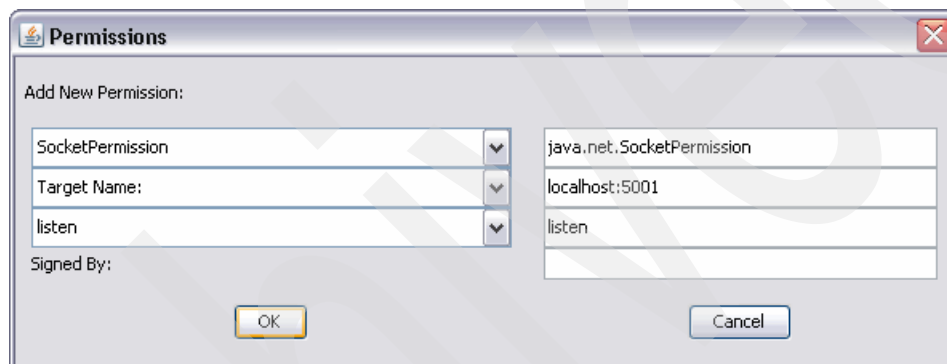 Permissions
Add New Permission:
SocketPermission java.net.SocketPermission
Target Name: localhost:5001
listen listen
Signed By:
OK Cancel